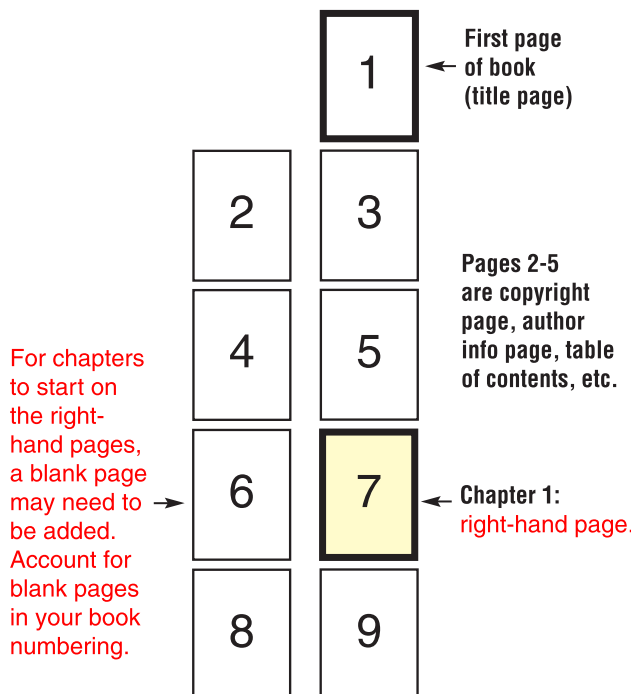 1
First page
of book
(title page)
2
3
Pages 2-5
are copyright
page, author
info page, table
of contents, etc.
4
5
For chapters
to start on
the right-
hand pages,
a blank page
may need to
be added.
Account for
blank pages
in your book
numbering.
6
7
Chapter 1:
right-hand page.
8
9